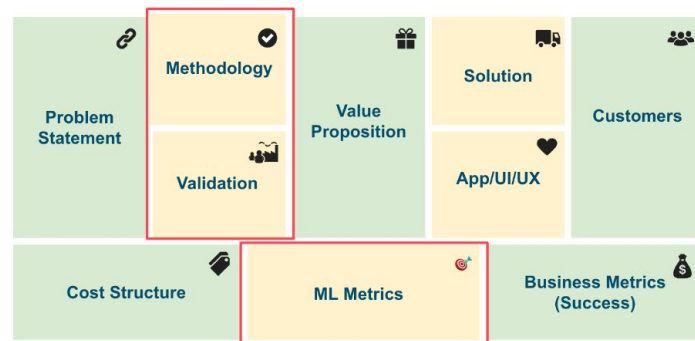 Problem
Statement
Methodology
Validation
Value
Proposition
Solution
App/UI/UX
Customers
Cost Structure
ML Metrics
Business Metrics
(Success)
$